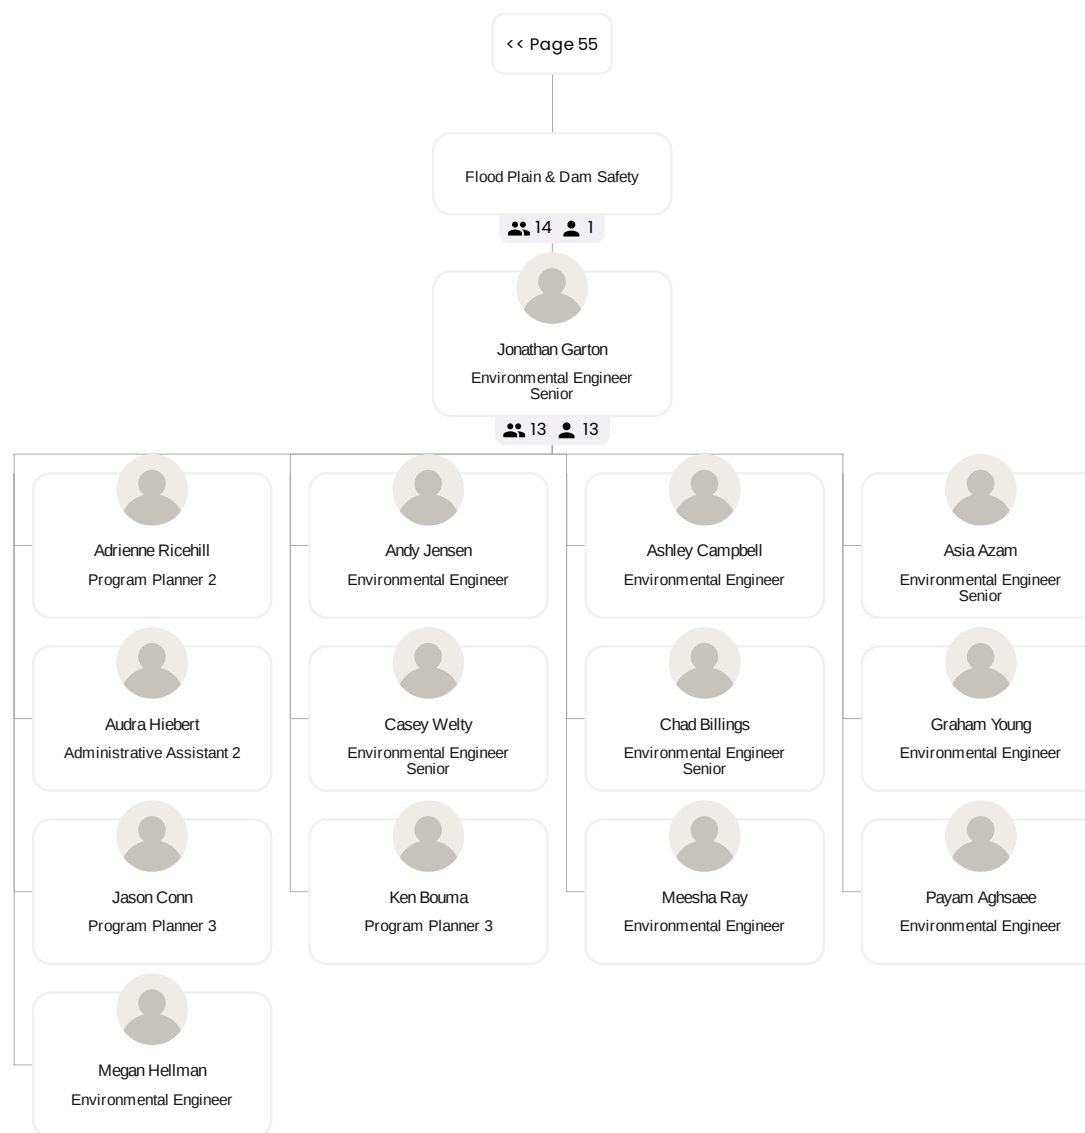 << Page 55
Flood Plain & Dam Safety
14 1
Jonathan Garton
Environmental Engineer
Senior
13 13
Adrienne Ricehill
Program Planner 2
Andy Jensen
Environmental Engineer
Ashley Campbell
Environmental Engineer
Asia Azam
Environmental Engineer
Senior
Audra Hiebert
Administrative Assistant 2
Casey Welty
Environmental Engineer
Senior
Chad Billings
Environmental Engineer
Senior
Graham Young
Environmental Engineer
Jason Conn
Program Planner 3
Ken Bouma
Program Planner 3
Meesha Ray
Environmental Engineer
Payam Aghsaee
Environmental Engineer
Megan Hellman
Environmental Engineer